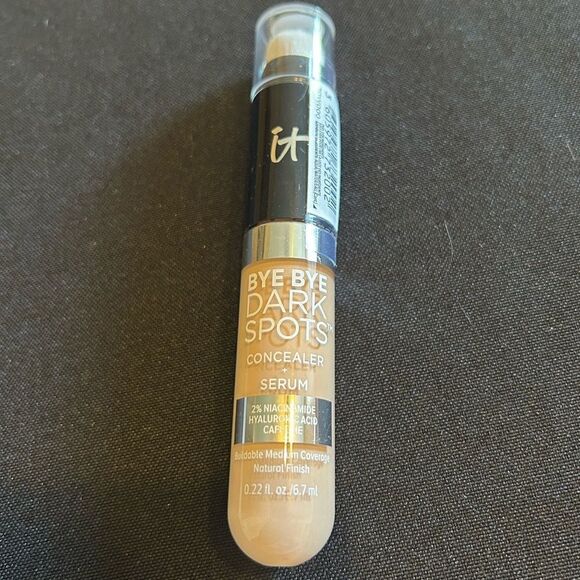 it
BYE BYE
DARK
SPOTS™
CONCEALER
+
SERUM
2% NIACINAMIDE
HYALURONIC ACID
CAFFEINE
Buildable Medium Coverage
Natural Finish
0.22 fl. oz./6.7 ml